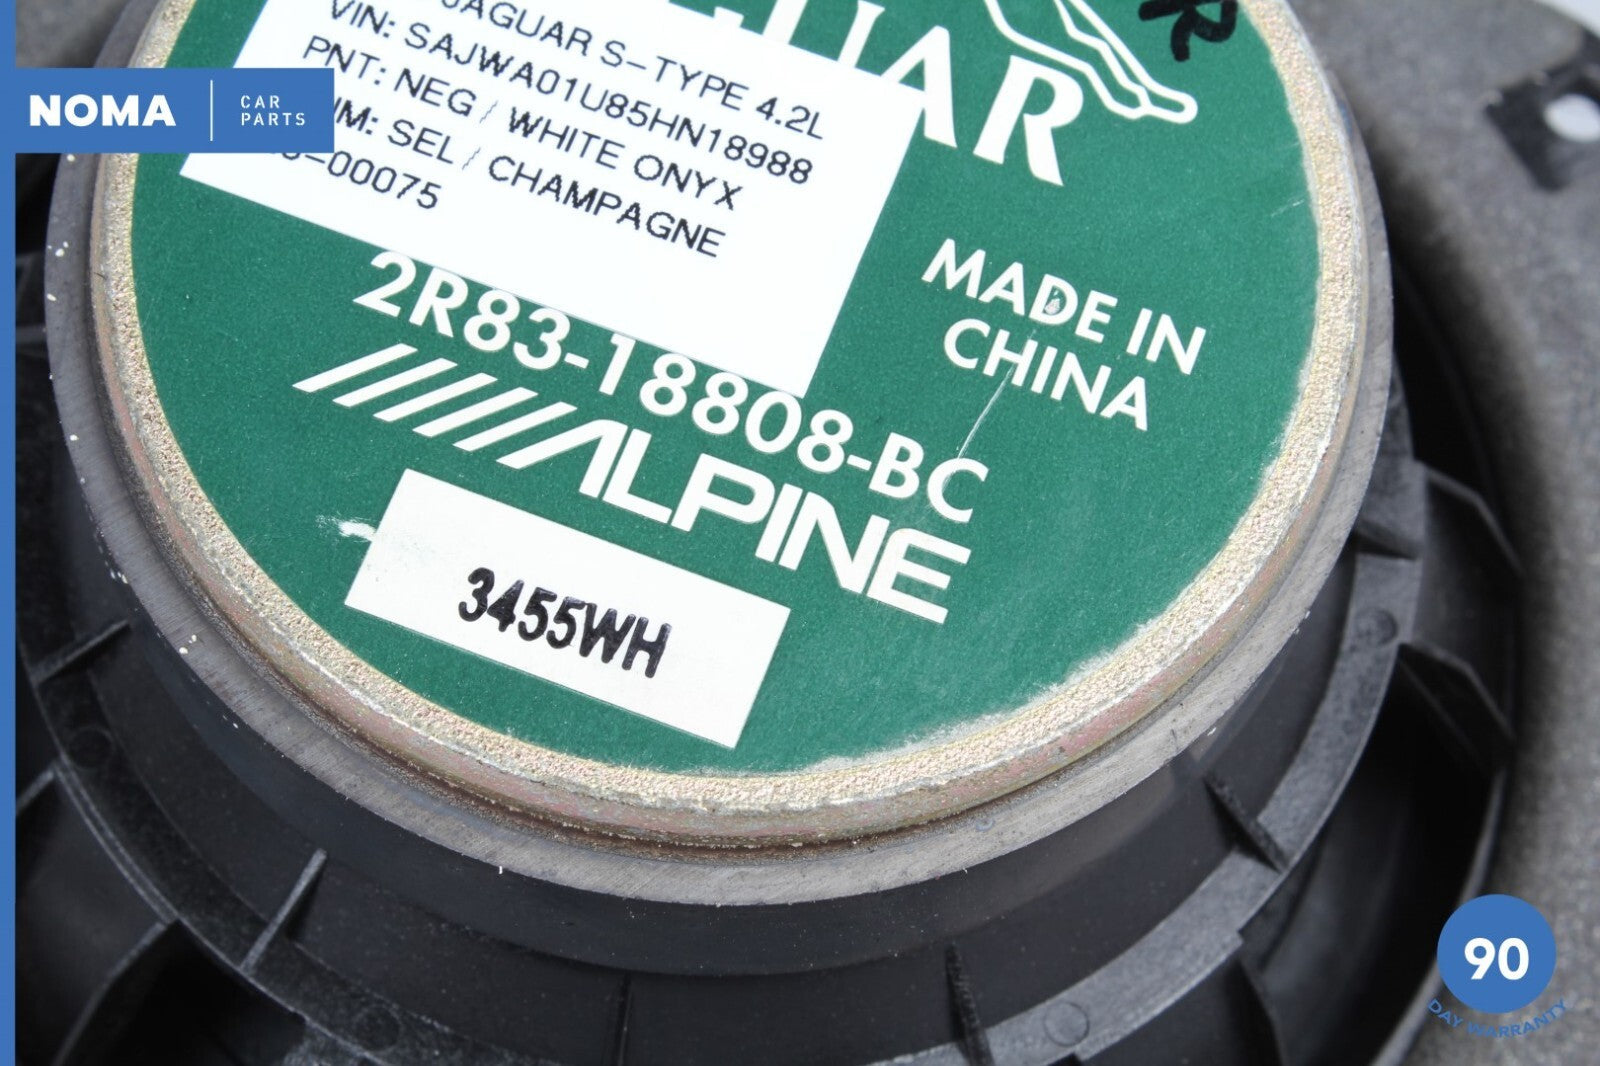 NOMA
CAR
PARTS
JAGUAR S-TYPE 4.2L
VIN: SAJWA01U85HN18988
PNT: NEG / WHITE ONYX
SEL / CHAMPAGNE
-00075
MADE IN
CHINA
2R83-18808-BC
ALPINE
3455WH
90
DAY WARRANTY